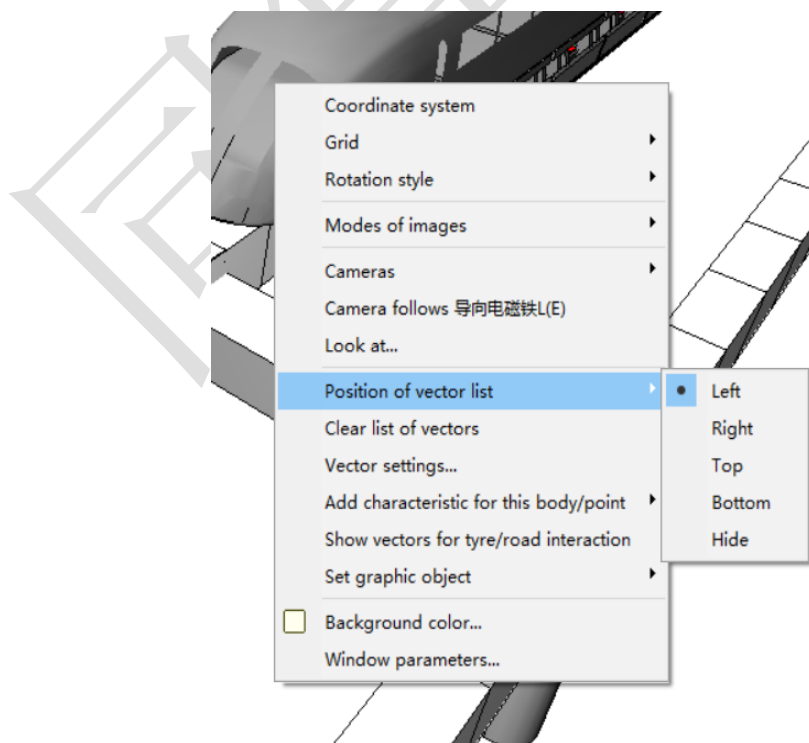 Coordinate system
Grid
Rotation style
Modes of images
Cameras
Camera follows 导向电磁铁L(E)
Look at...
Position of vector list
Clear list of vectors
Vector settings...
Add characteristic for this body/point
Show vectors for tyre/road interaction
Set graphic object
Background color...
Window parameters...
Left
Right
Top
Bottom
Hide